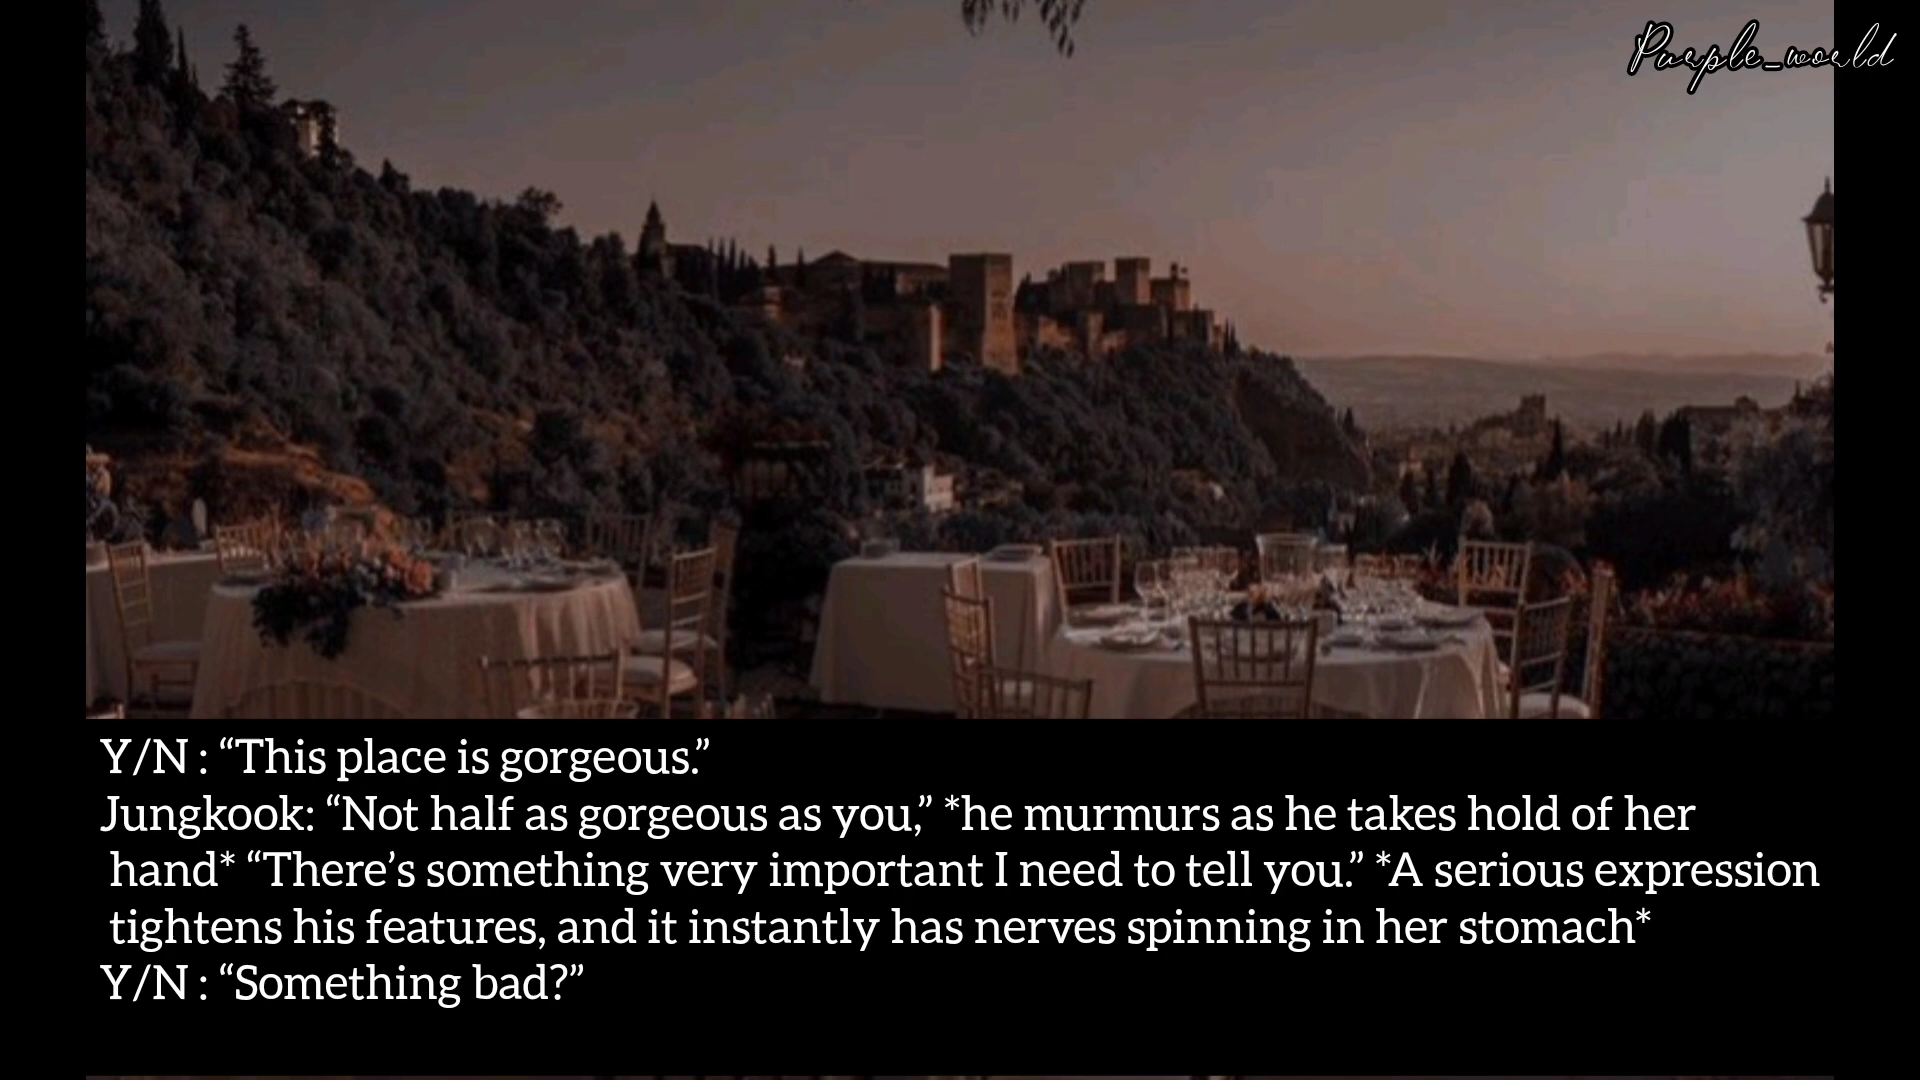 Purple_world
Y/N : “This place is gorgeous.”
Jungkook: “Not half as gorgeous as you,” *he murmurs as he takes hold of her
hand* “There’s something very important I need to tell you.” *A serious expression
tightens his features, and it instantly has nerves spinning in her stomach*
Y/N : “Something bad?”